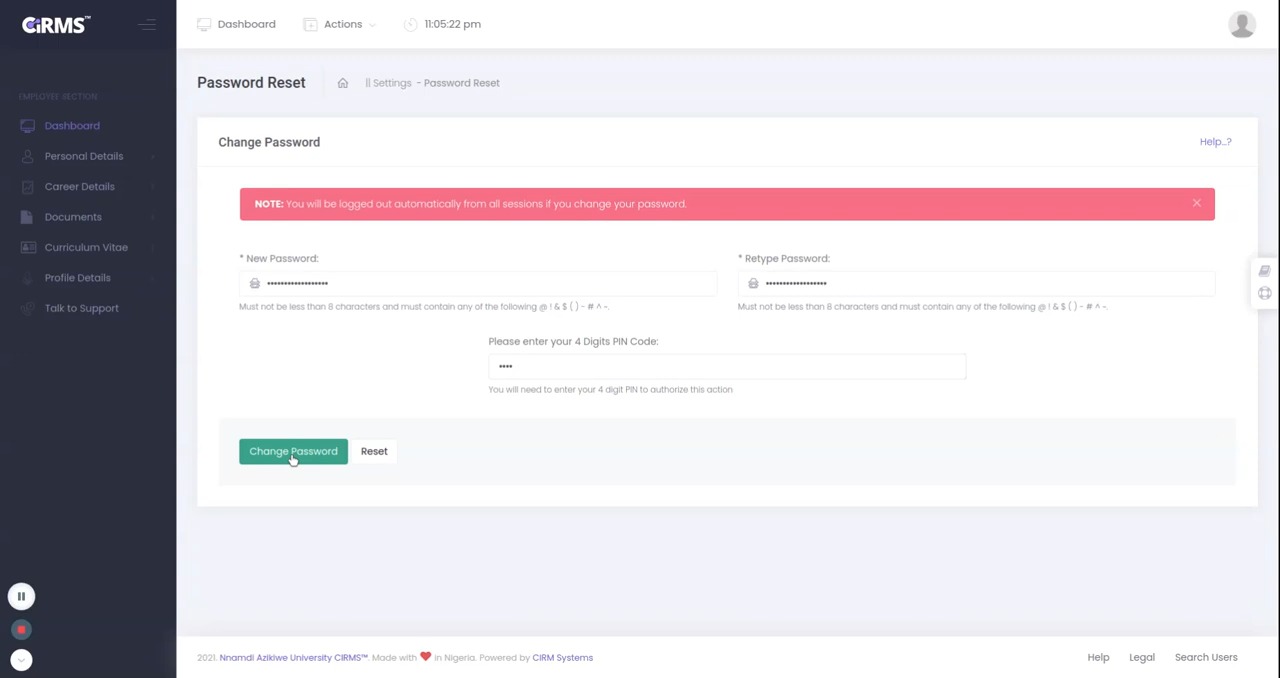 CiRMS™
Dashboard
Actions
11:05:22 pm
Password Reset
|| Settings - Password Reset
EMPLOYEE SECTION
Dashboard
Personal Details
Career Details
Documents
Curriculum Vitae
Profile Details
Talk to Support
Change Password
Help...?
NOTE: You will be logged out automatically from all sessions if you change your password.
* New Password:
* Retype Password:
••••••••••••••••••
••••••••••••••••••
Must not be less than 8 characters and must contain any of the following @ ! & $ ( ) - # ^ ~.
Must not be less than 8 characters and must contain any of the following @ ! & $ ( ) - # ^ ~.
Please enter your 4 Digits PIN Code:
••••
You will need to enter your 4 digit PIN to authorize this action
Change Password
Reset
2021. Nnamdi Azikiwe University CIRMS™. Made with ❤ in Nigeria. Powered by CIRM Systems
Help
Legal
Search Users